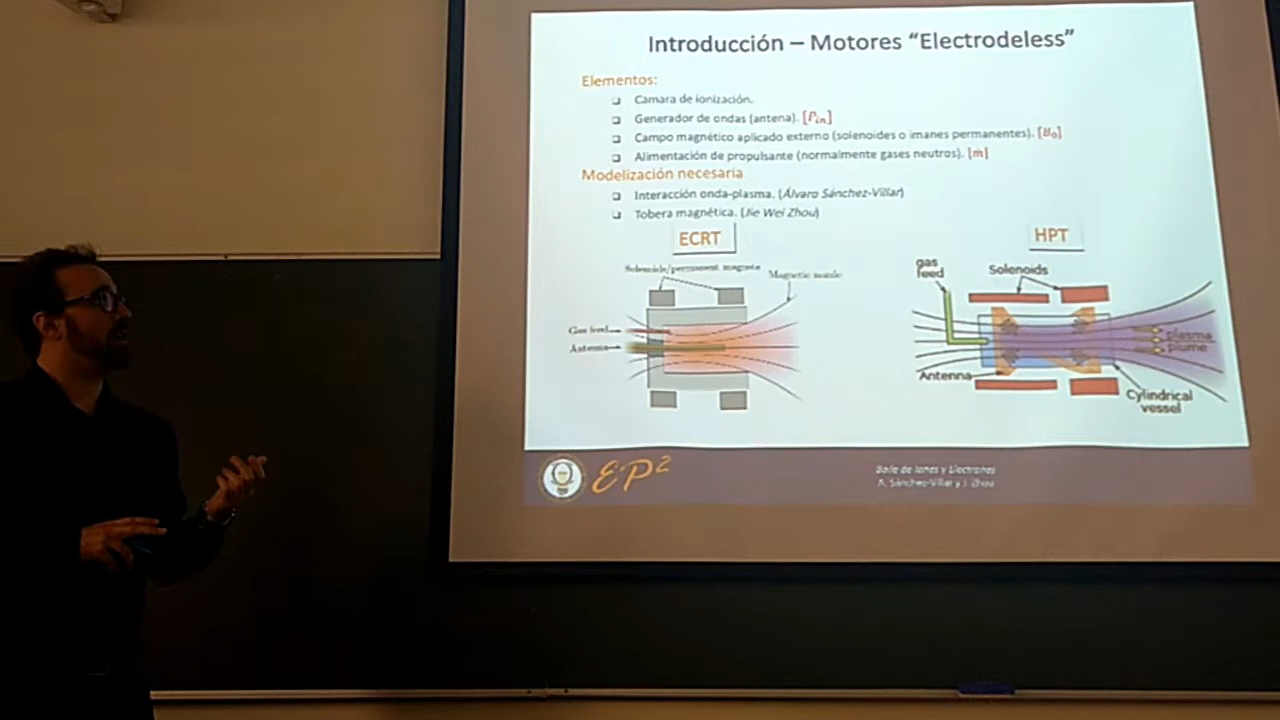 Introducción – Motores “Electrodeless”
Elementos:
Camara de ionización.
Generador de ondas (antena). [Pin]
Campo magnético aplicado externo (solenoides o imanes permanentes). [B0]
Alimentación de propulsante (normalmente gases neutros). [ṁ]
Modelización necesaria
Interacción onda-plasma. (Álvaro Sánchez-Villar)
Tobera magnética. (Jie Wei Zhou)
ECRT
Solenoids/permanent magnets
Magnetic nozzle
Gas feed
Antenna
HPT
gas
feed
Solenoids
plasma
plume
Antenna
Cylindrical
vessel
EP2
Baile de Iones y Electrones
A. Sánchez-Villar y J. Zhou